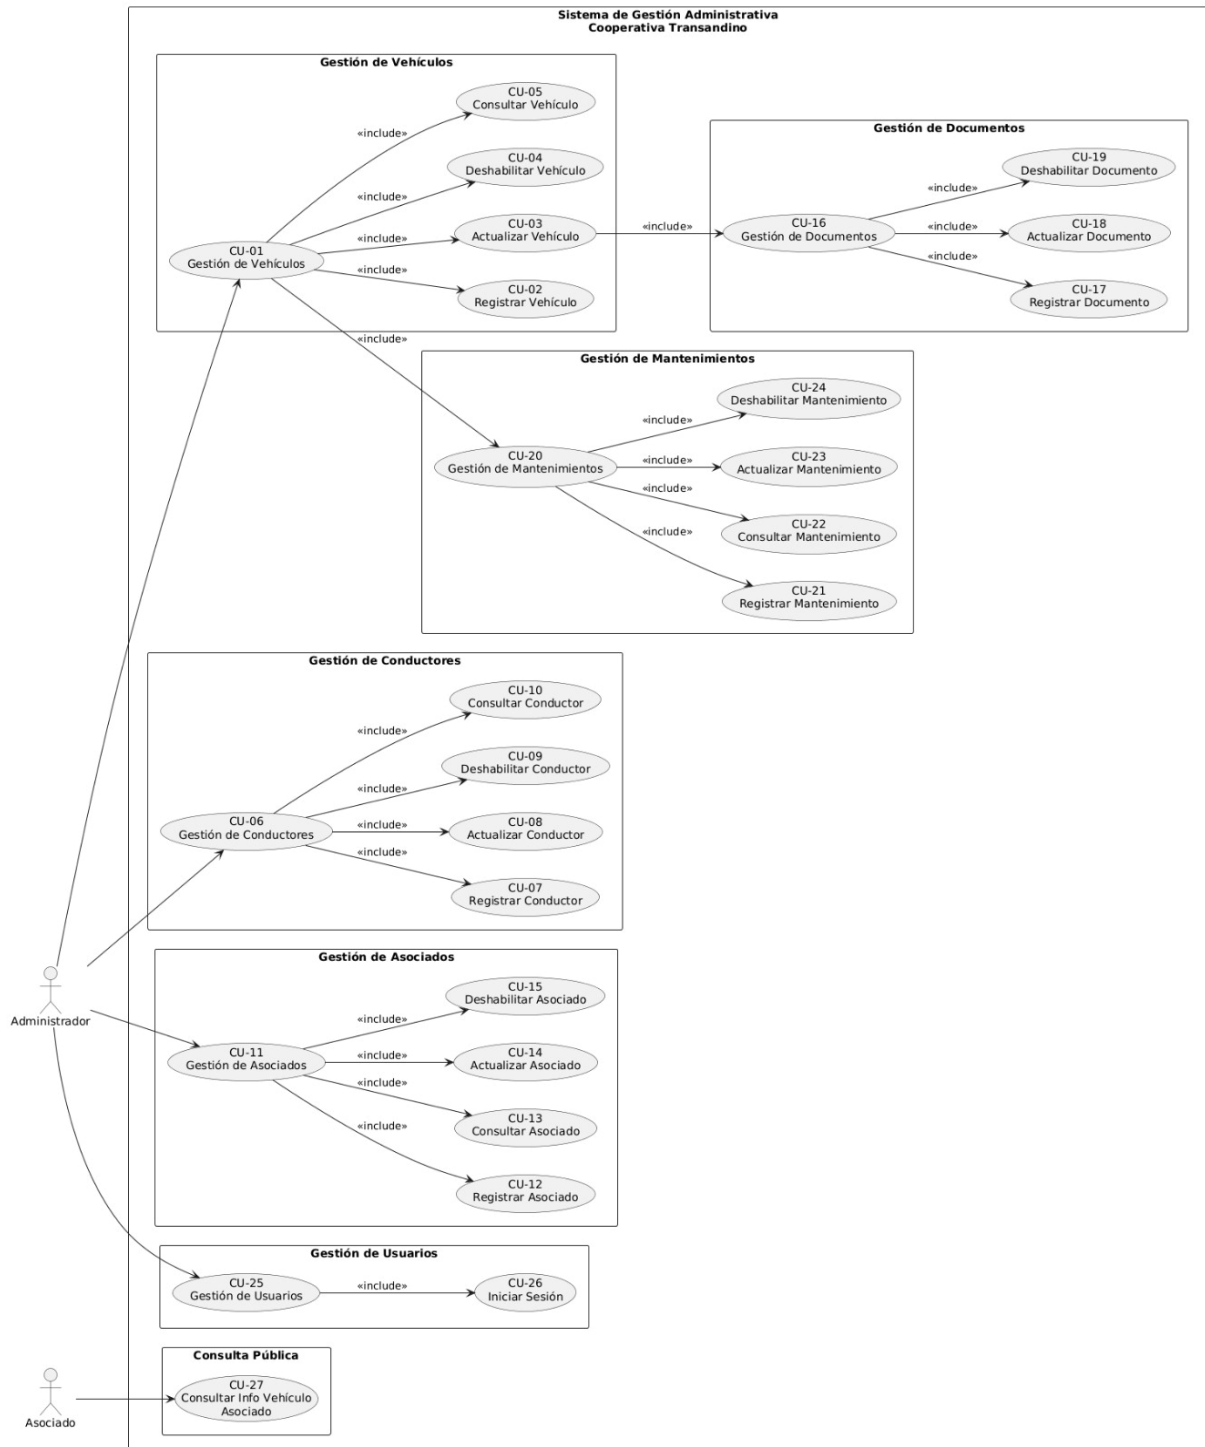 Sistema de Gestión Administrativa
Cooperativa Transandino
Gestión de Vehículos
CU-05
Consultar Vehículo
«include»
CU-04
Deshabilitar Vehículo
«include»
CU-03
Actualizar Vehículo
«include»
CU-01
Gestión de Vehículos
«include»
CU-02
Registrar Vehículo
«include»
«include»
Gestión de Documentos
CU-19
Deshabilitar Documento
«include»
CU-16
Gestión de Documentos
«include»
CU-18
Actualizar Documento
«include»
CU-17
Registrar Documento
Gestión de Mantenimientos
CU-24
Deshabilitar Mantenimiento
«include»
CU-20
Gestión de Mantenimientos
«include»
CU-23
Actualizar Mantenimiento
«include»
CU-22
Consultar Mantenimiento
«include»
CU-21
Registrar Mantenimiento
Gestión de Conductores
CU-10
Consultar Conductor
«include»
CU-09
Deshabilitar Conductor
«include»
CU-06
Gestión de Conductores
«include»
CU-08
Actualizar Conductor
«include»
CU-07
Registrar Conductor
Administrador
Gestión de Asociados
CU-15
Deshabilitar Asociado
«include»
CU-11
Gestión de Asociados
«include»
CU-14
Actualizar Asociado
«include»
CU-13
Consultar Asociado
«include»
CU-12
Registrar Asociado
Gestión de Usuarios
CU-25
Gestión de Usuarios
«include»
CU-26
Iniciar Sesión
Consulta Pública
CU-27
Consultar Info Vehículo
Asociado
Asociado